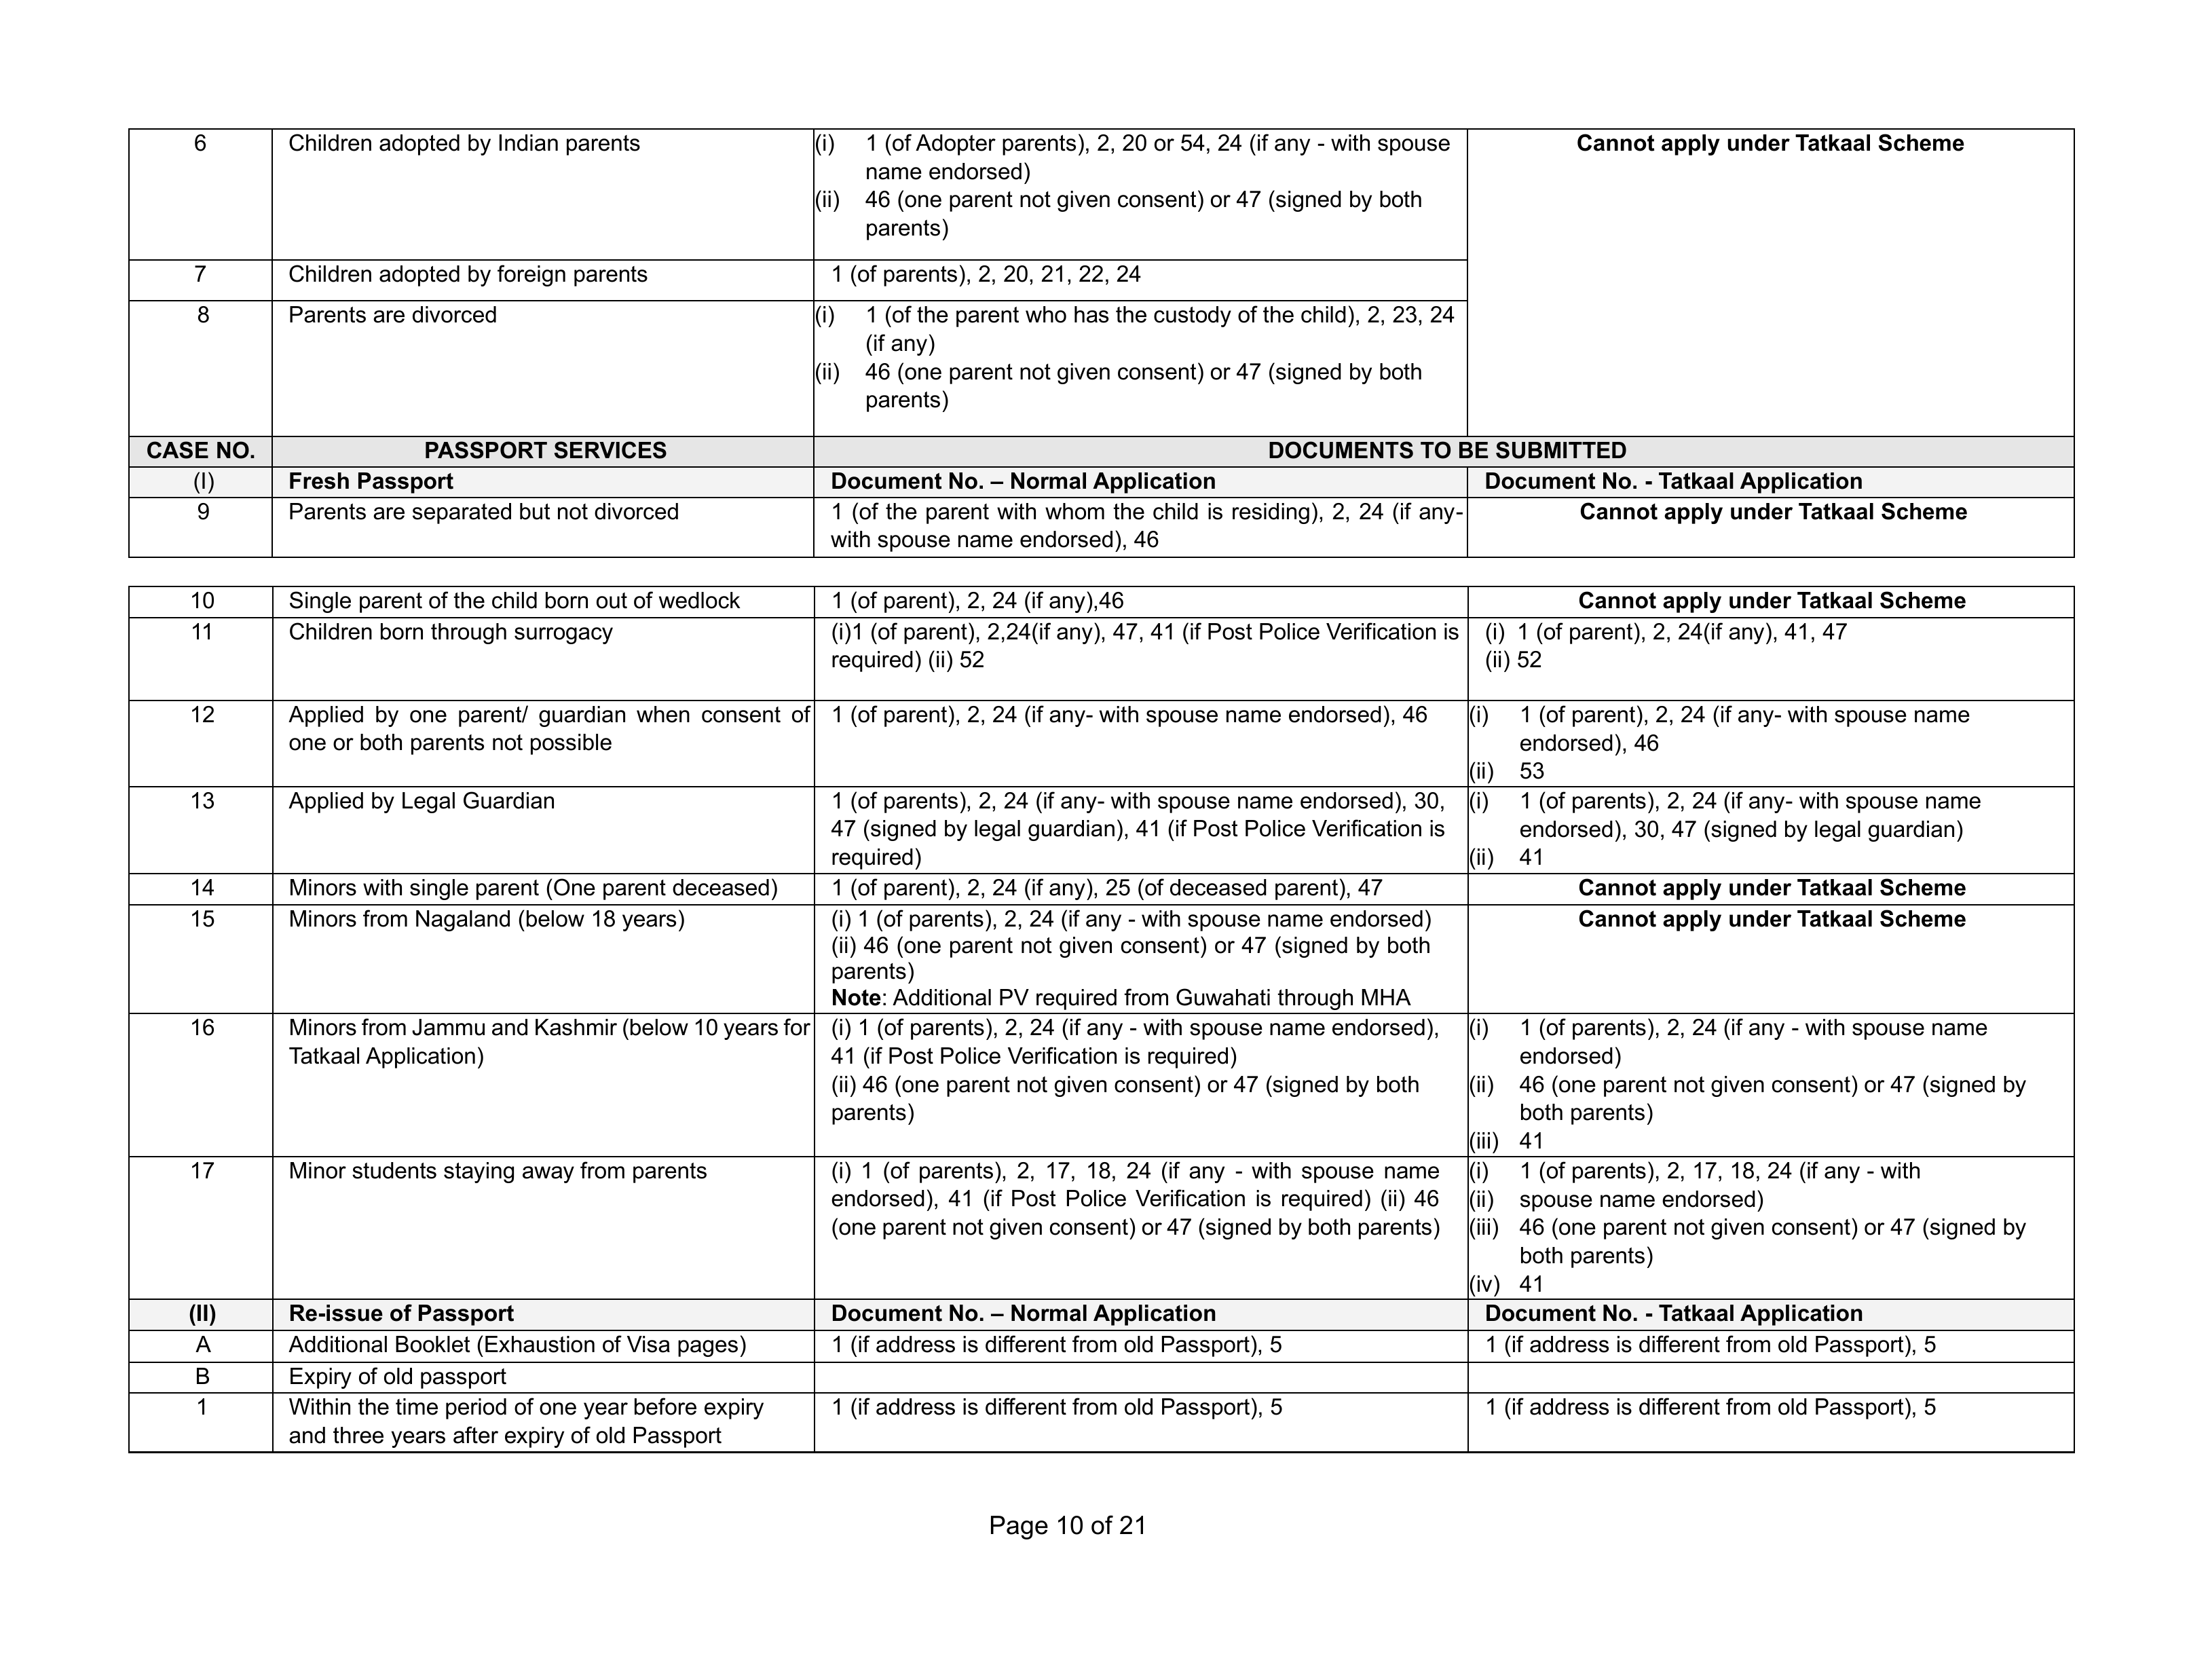 6 Children adopted by Indian parents (i) 1 (of Adopter parents), 2, 20 or 54, 24 (if any - with spouse Cannot apply under Tatkaal Scheme
name endorsed)
(ii) 46 (one parent not given consent) or 47 (signed by both
parents)
7 Children adopted by foreign parents 1 (of parents), 2, 20, 21, 22, 24
8 Parents are divorced (i) 1 (of the parent who has the custody of the child), 2, 23, 24
(if any)
(ii) 46 (one parent not given consent) or 47 (signed by both
parents)
CASE NO. PASSPORT SERVICES DOCUMENTS TO BE SUBMITTED
(I) Fresh Passport Document No. – Normal Application Document No. - Tatkaal Application
9 Parents are separated but not divorced 1 (of the parent with whom the child is residing), 2, 24 (if any- Cannot apply under Tatkaal Scheme
with spouse name endorsed), 46
10 Single parent of the child born out of wedlock 1 (of parent), 2, 24 (if any),46 Cannot apply under Tatkaal Scheme
11 Children born through surrogacy (i)1 (of parent), 2,24(if any), 47, 41 (if Post Police Verification is (i) 1 (of parent), 2, 24(if any), 41, 47
required) (ii) 52 (ii) 52
12 Applied by one parent/ guardian when consent of 1 (of parent), 2, 24 (if any- with spouse name endorsed), 46 (i) 1 (of parent), 2, 24 (if any- with spouse name
one or both parents not possible endorsed), 46
(ii) 53
13 Applied by Legal Guardian 1 (of parents), 2, 24 (if any- with spouse name endorsed), 30, (i) 1 (of parents), 2, 24 (if any- with spouse name
47 (signed by legal guardian), 41 (if Post Police Verification is endorsed), 30, 47 (signed by legal guardian)
required) (ii) 41
14 Minors with single parent (One parent deceased) 1 (of parent), 2, 24 (if any), 25 (of deceased parent), 47 Cannot apply under Tatkaal Scheme
15 Minors from Nagaland (below 18 years) (i) 1 (of parents), 2, 24 (if any - with spouse name endorsed) Cannot apply under Tatkaal Scheme
(ii) 46 (one parent not given consent) or 47 (signed by both
parents)
Note: Additional PV required from Guwahati through MHA
16 Minors from Jammu and Kashmir (below 10 years for (i) 1 (of parents), 2, 24 (if any - with spouse name endorsed), (i) 1 (of parents), 2, 24 (if any - with spouse name
Tatkaal Application) 41 (if Post Police Verification is required) endorsed)
(ii) 46 (one parent not given consent) or 47 (signed by both (ii) 46 (one parent not given consent) or 47 (signed by
parents) both parents)
(iii) 41
17 Minor students staying away from parents (i) 1 (of parents), 2, 17, 18, 24 (if any - with spouse name (i) 1 (of parents), 2, 17, 18, 24 (if any - with
endorsed), 41 (if Post Police Verification is required) (ii) 46 (ii) spouse name endorsed)
(one parent not given consent) or 47 (signed by both parents) (iii) 46 (one parent not given consent) or 47 (signed by
both parents)
(iv) 41
(II) Re-issue of Passport Document No. – Normal Application Document No. - Tatkaal Application
A Additional Booklet (Exhaustion of Visa pages) 1 (if address is different from old Passport), 5 1 (if address is different from old Passport), 5
B Expiry of old passport
1 Within the time period of one year before expiry 1 (if address is different from old Passport), 5 1 (if address is different from old Passport), 5
and three years after expiry of old Passport
Page 10 of 21